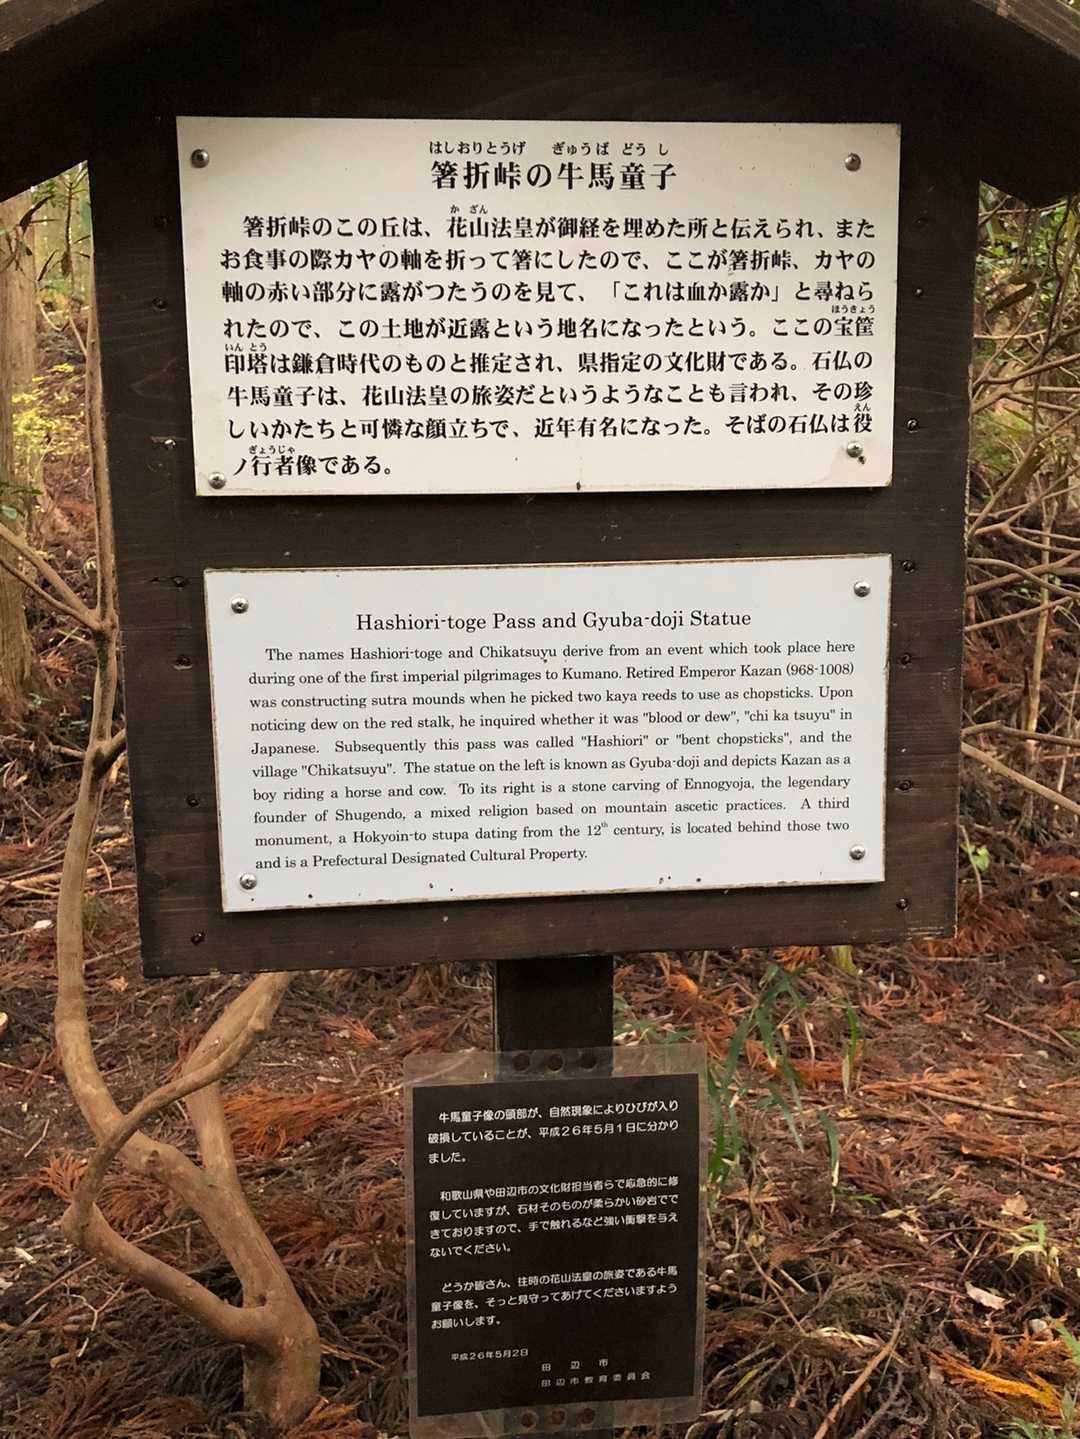 はしおりとうげ ぎゅうば どうし
箸折峠の牛馬童子
か ざん
箸折峠のこの丘は、花山法皇が御経を埋めた所と伝えられ、また
お食事の際カヤの軸を折って箸にしたので、ここが箸折峠、カヤの
軸の赤い部分に露がつたうのを見て、「これは血か露か」と尋ねら
ほうきょう
れたので、この土地が近露という地名になったという。ここの宝筐
いん とう
印塔は鎌倉時代のものと推定され、県指定の文化財である。石仏の
牛馬童子は、花山法皇の旅姿だというようなことも言われ、その珍
えん
しいかたちと可憐な顔立ちで、近年有名になった。そばの石仏は役
ぎょうじゃ
ノ行者像である。
Hashiori-toge Pass and Gyuba-doji Statue
The names Hashiori-toge and Chikatsuyu derive from an event which took place here
during one of the first imperial pilgrimages to Kumano. Retired Emperor Kazan (968-1008)
was constructing sutra mounds when he picked two kaya reeds to use as chopsticks. Upon
noticing dew on the red stalk, he inquired whether it was "blood or dew", "chi ka tsuyu" in
Japanese. Subsequently this pass was called "Hashiori" or "bent chopsticks", and the
village "Chikatsuyu". The statue on the left is known as Gyuba-doji and depicts Kazan as a
boy riding a horse and cow. To its right is a stone carving of Ennogyoja, the legendary
founder of Shugendo, a mixed religion based on mountain ascetic practices. A third
monument, a Hokyoin-to stupa dating from the 12th century, is located behind those two
and is a Prefectural Designated Cultural Property.
牛馬童子像の頭部が、自然現象によりひびが入り
破損していることが、平成26年5月1日に分かり
ました。
和歌山県や田辺市の文化財担当者らで応急的に修
復していますが、石材そのものが柔らかい砂岩でで
きておりますので、手で触れるなど強い衝撃を与え
ないでください。
どうか皆さん、往時の花山法皇の旅姿である牛馬
童子像を、そっと見守ってあげてくださいますよう
お願いします。
平成26年5月2日
田辺市
田辺市教育委員会